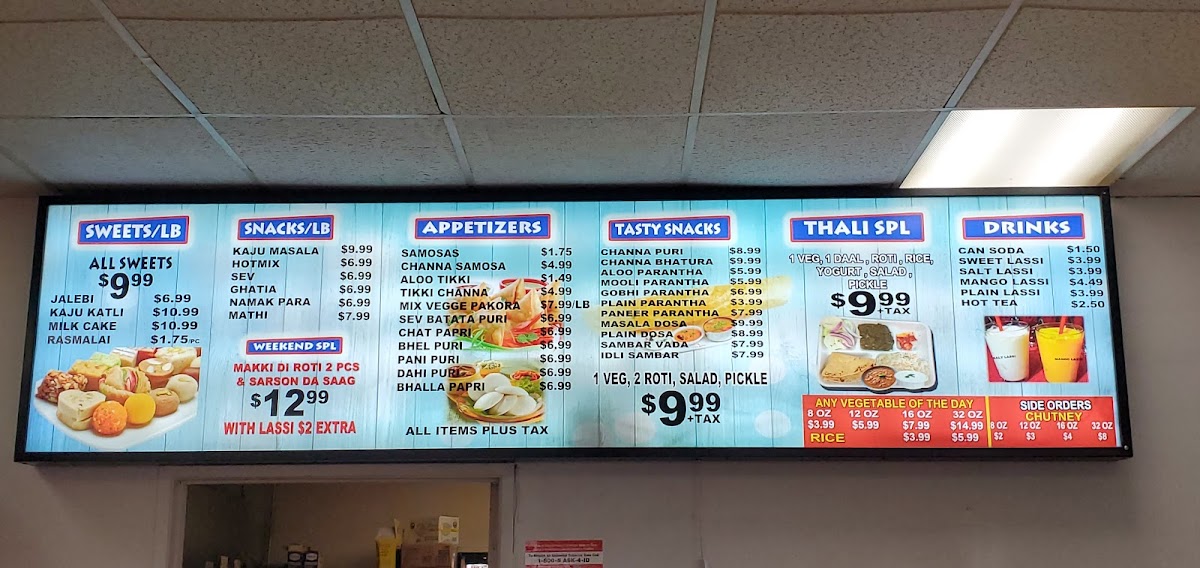 SWEETS/LB
ALL SWEETS
$9.99
JALEBI $6.99
KAJU KATLI $10.99
MILK CAKE $10.99
RASMALAI $1.75/PC
SNACKS/LB
KAJU MASALA $9.99
HOTMIX $6.99
SEV $6.99
GHATIA $6.99
NAMAK PARA $6.99
MATHI $7.99
WEEKEND SPL
MAKKI DI ROTI 2 PCS
& SARSON DA SAAG
$12.99
WITH LASSI $2 EXTRA
APPETIZERS
SAMOSAS $1.75
CHANNA SAMOSA $4.99
ALOO TIKKI $1.49
TIKKI CHANNA $4.99
MIX VEGGE PAKORA $7.99/LB
SEV BATATA PURI $6.99
CHAT PAPRI $6.99
BHEL PURI $6.99
PANI PURI $6.99
DAHI PURI $6.99
BHALLA PAPRI $6.99
ALL ITEMS PLUS TAX
TASTY SNACKS
CHANNA PURI $8.99
CHANNA BHATURA $9.99
ALOO PARANTHA $5.99
MOOLI PARANTHA $5.99
GOBHI PARANTHA $6.99
PLAIN PARANTHA $3.99
PANEER PARANTHA $7.99
MASALA DOSA $9.99
PLAIN DOSA $8.99
SAMBAR VADA $7.99
IDLI SAMBAR $7.99
1 VEG, 2 ROTI, SALAD, PICKLE
$9.99
+TAX
THALI SPL
1 VEG, 1 DAAL , ROTI, RICE,
YOGURT , SALAD ,
PICKLE
$9.99
+TAX
ANY VEGETABLE OF THE DAY
8 OZ 12 OZ 16 OZ 32 OZ
$3.99 $5.99 $7.99 $14.99
RICE $3.99 $5.99
DRINKS
CAN SODA $1.50
SWEET LASSI $3.99
SALT LASSI $3.99
MANGO LASSI $4.49
PLAIN LASSI $3.99
HOT TEA $2.50
SALT LASSI MANGO LASSI
SIDE ORDERS
CHUTNEY
8 OZ 12 OZ 16 OZ 32 OZ
$2 $3 $4 $8
1-800-5 ASK-4-ID